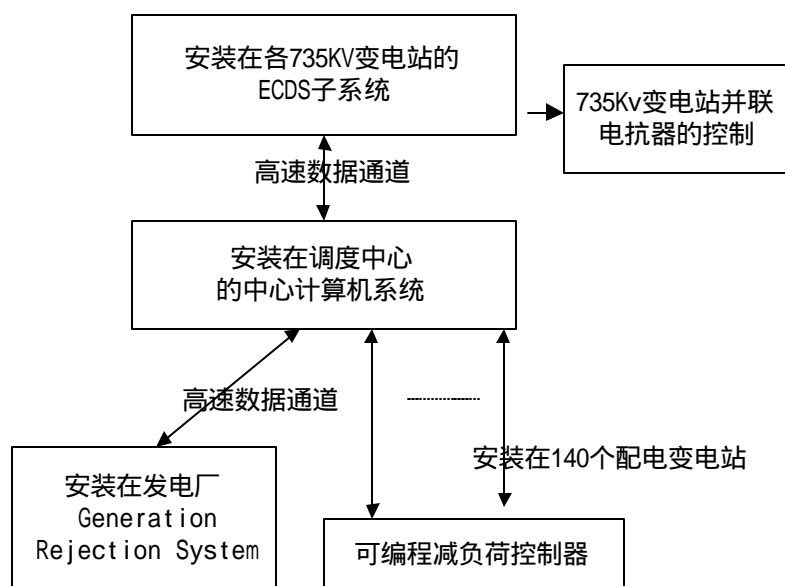 安装在各735KV变电站的
ECDS子系统
735Kv变电站并联
电抗器的控制
高速数据通道
安装在调度中心
的中心计算机系统
高速数据通道
安装在140个配电变电站
安装在发电厂
Generation
Rejection System
可编程减负荷控制器